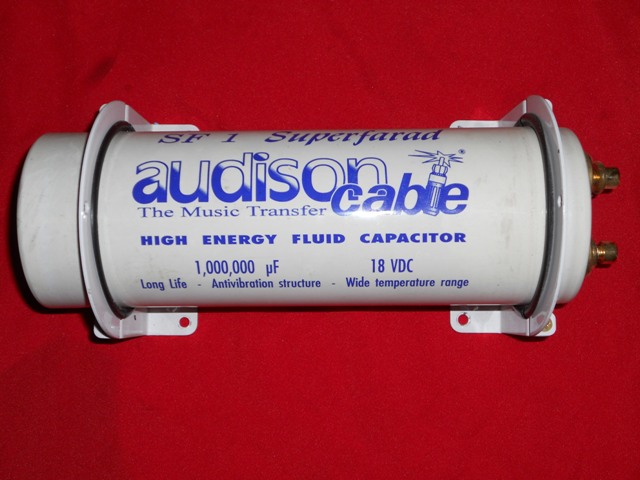 SF 1 Superfarad
audison
cable ®
The Music Transfer
HIGH ENERGY FLUID CAPACITOR
1,000,000 µF 18 VDC
Long Life - Antivibration structure - Wide temperature range